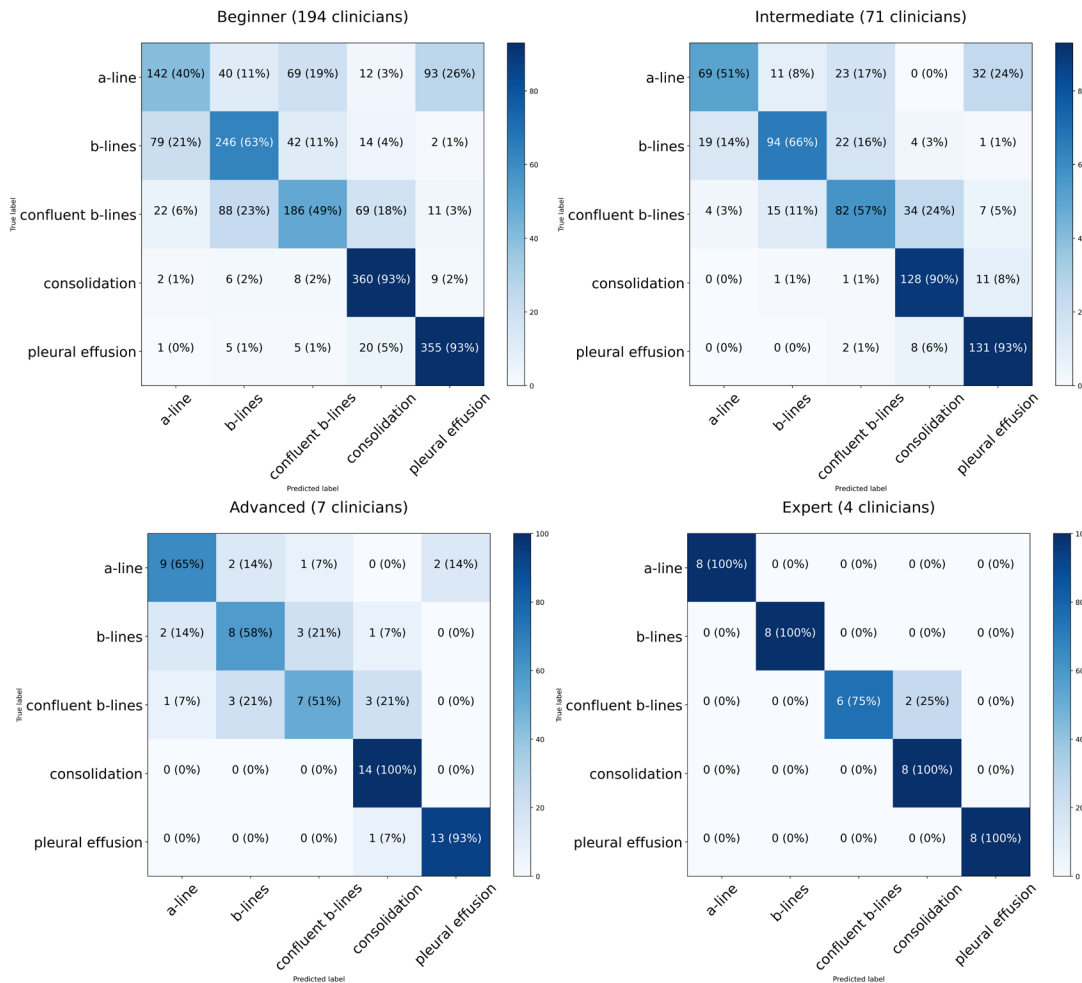 Beginner (194 clinicians)
a-line 142 (40%) 40 (11%) 69 (19%) 12 (3%) 93 (26%)
b-lines 79 (21%) 246 (63%) 42 (11%) 14 (4%) 2 (1%)
confluent b-lines 22 (6%) 88 (23%) 186 (49%) 69 (18%) 11 (3%)
consolidation 2 (1%) 6 (2%) 8 (2%) 360 (93%) 9 (2%)
pleural effusion 1 (0%) 5 (1%) 5 (1%) 20 (5%) 355 (93%)
True label
80
60
40
20
0
a-line b-lines confluent b-lines consolidation pleural effusion
Predicted label
Intermediate (71 clinicians)
a-line 69 (51%) 11 (8%) 23 (17%) 0 (0%) 32 (24%)
b-lines 19 (14%) 94 (66%) 22 (16%) 4 (3%) 1 (1%)
confluent b-lines 4 (3%) 15 (11%) 82 (57%) 34 (24%) 7 (5%)
consolidation 0 (0%) 1 (1%) 1 (1%) 128 (90%) 11 (8%)
pleural effusion 0 (0%) 0 (0%) 2 (1%) 8 (6%) 131 (93%)
True label
0
a-line b-lines confluent b-lines consolidation pleural effusion
Predicted label
Advanced (7 clinicians)
a-line 9 (65%) 2 (14%) 1 (7%) 0 (0%) 2 (14%)
b-lines 2 (14%) 8 (58%) 3 (21%) 1 (7%) 0 (0%)
confluent b-lines 1 (7%) 3 (21%) 7 (51%) 3 (21%) 0 (0%)
consolidation 0 (0%) 0 (0%) 0 (0%) 14 (100%) 0 (0%)
pleural effusion 0 (0%) 0 (0%) 0 (0%) 1 (7%) 13 (93%)
True label
100
80
60
40
20
0
a-line b-lines confluent b-lines consolidation pleural effusion
Predicted label
Expert (4 clinicians)
a-line 8 (100%) 0 (0%) 0 (0%) 0 (0%) 0 (0%)
b-lines 0 (0%) 8 (100%) 0 (0%) 0 (0%) 0 (0%)
confluent b-lines 0 (0%) 0 (0%) 6 (75%) 2 (25%) 0 (0%)
consolidation 0 (0%) 0 (0%) 0 (0%) 8 (100%) 0 (0%)
pleural effusion 0 (0%) 0 (0%) 0 (0%) 0 (0%) 8 (100%)
True label
80
60
40
20
0
a-line b-lines confluent b-lines consolidation pleural effusion
Predicted label